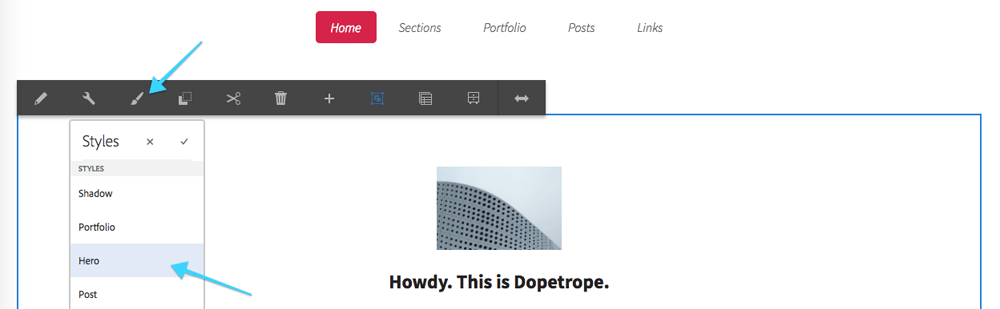 Home Sections Portfolio Posts Links
Styles
STYLES
Shadow
Portfolio
Hero
Howdy. This is Dopetrope.
Post